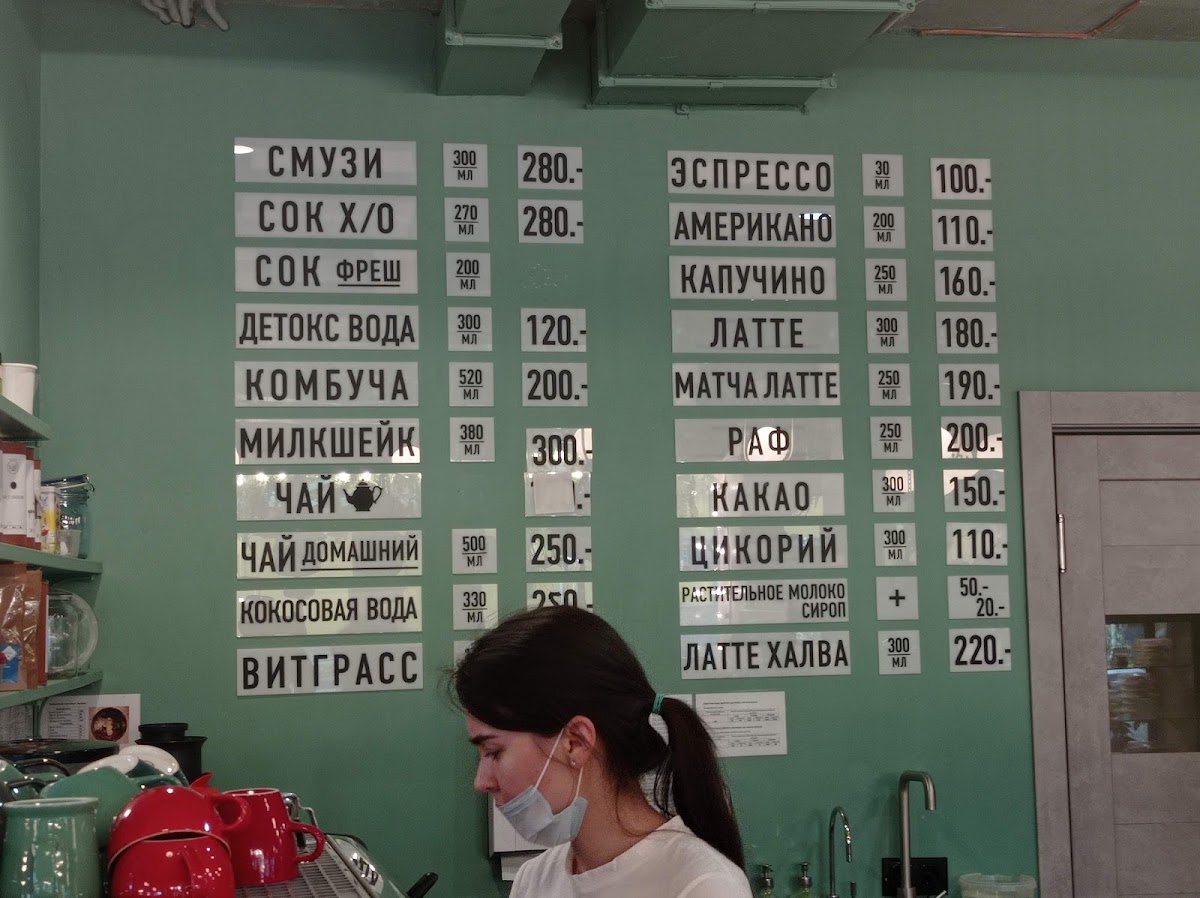 СМУЗИ 300 МЛ 280.-
СОК Х/О 270 МЛ 280.-
СОК ФРЕШ 200 МЛ
ДЕТОКС ВОДА 300 МЛ 120.-
КОМБУЧА 520 МЛ 200.-
МИЛКШЕЙК 380 МЛ 300.-
ЧАЙ .-
ЧАЙ ДОМАШНИЙ 500 МЛ 250.-
КОКОСОВАЯ ВОДА 330 МЛ
ВИТГРАСС
ЭСПРЕССО 30 МЛ 100.-
АМЕРИКАНО 200 МЛ 110.-
КАПУЧИНО 250 МЛ 160.-
ЛАТТЕ 300 МЛ 180.-
МАТЧА ЛАТТЕ 250 МЛ 190.-
РАФ 250 МЛ 200.-
КАКАО 300 МЛ 150.-
ЦИКОРИЙ 300 МЛ 110.-
РАСТИТЕЛЬНОЕ МОЛОКО + 50.-
СИРОП 20.-
ЛАТТЕ ХАЛВА 300 МЛ 220.-